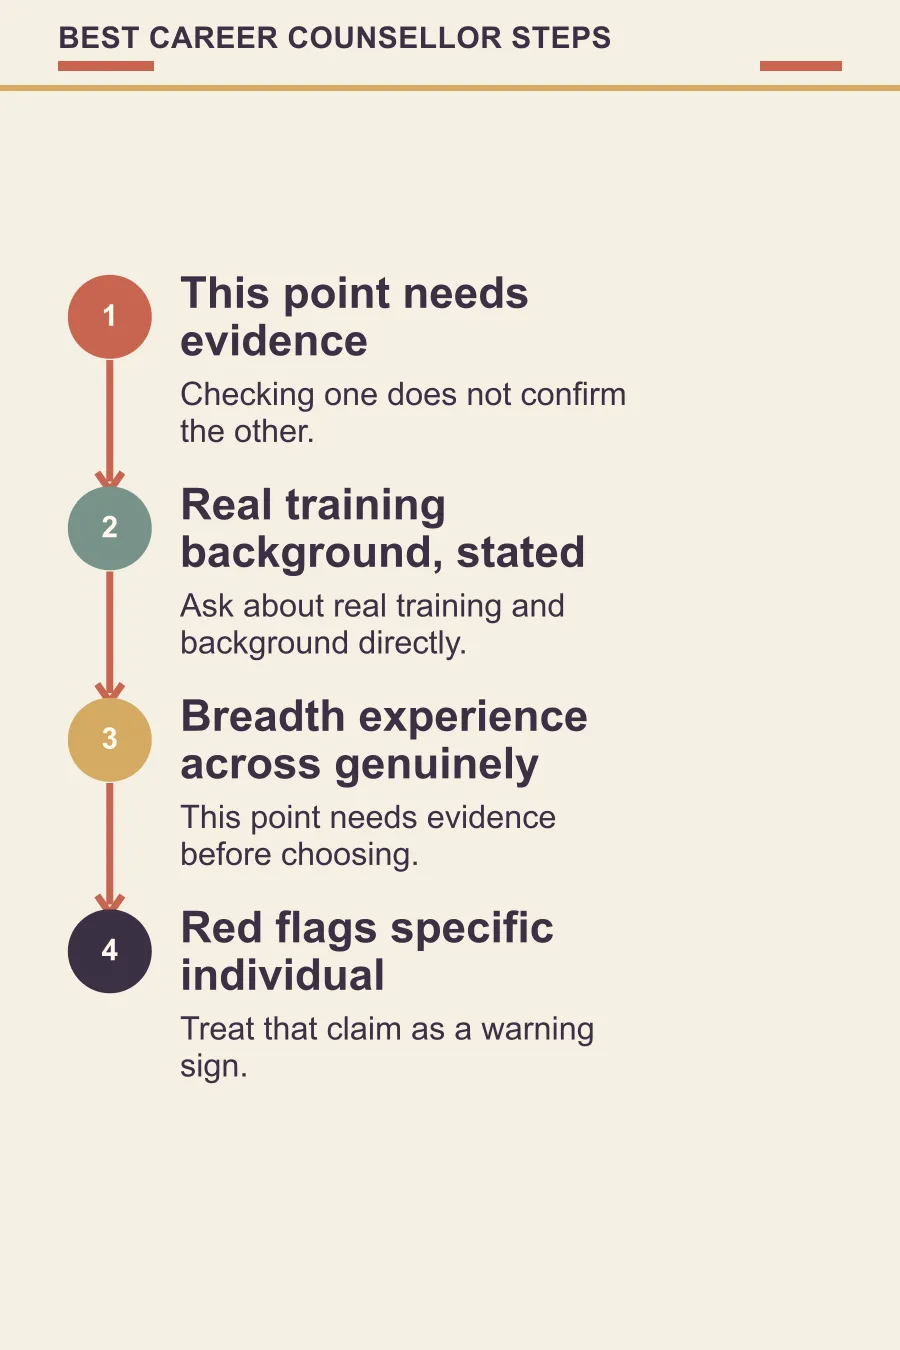 BEST CAREER COUNSELLOR STEPS
1
This point needs
evidence
Checking one does not confirm
the other.
2
Real training
background, stated
Ask about real training and
background directly.
3
Breadth experience
across genuinely
This point needs evidence
before choosing.
4
Red flags specific
individual
Treat that claim as a warning
sign.